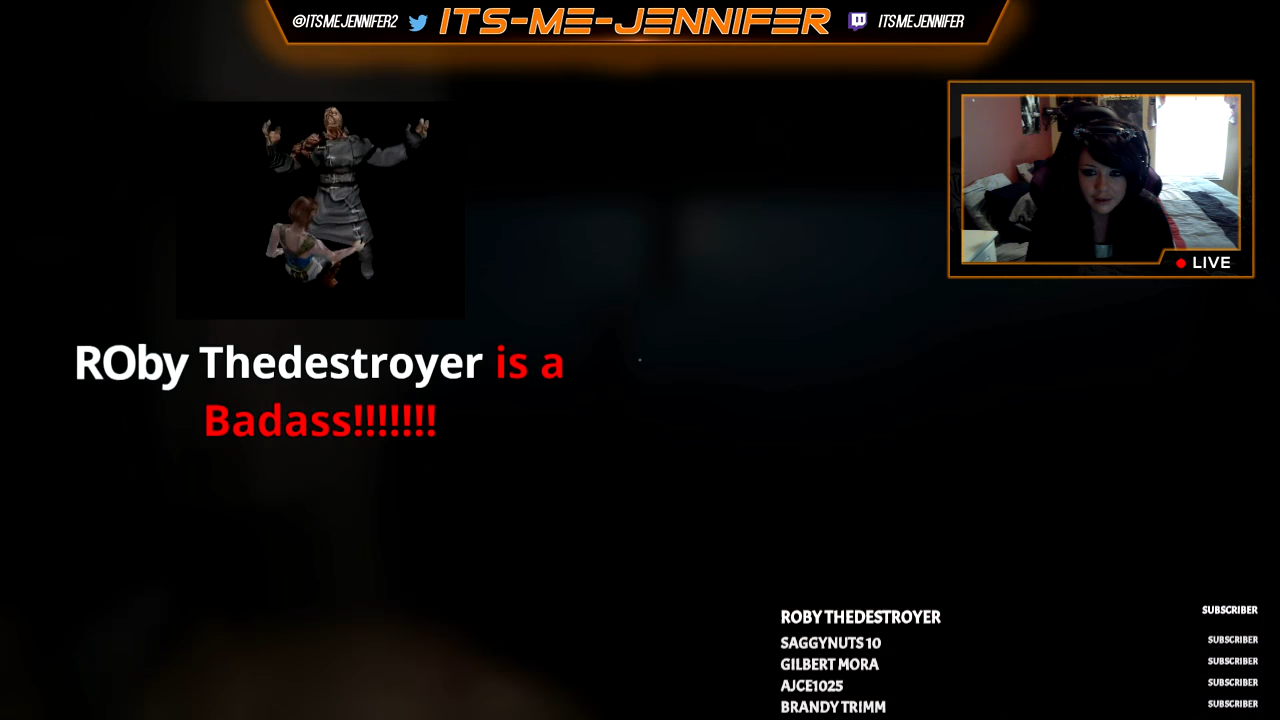 @ITSMEJENNIFER2 ITS-ME-JENNIFER ITSMEJENNIFER
LIVE
ROby Thedestroyer is a
Badass!!!!!!!
ROBY THEDESTROYER SUBSCRIBER
SAGGYNUTS 10 SUBSCRIBER
GILBERT MORA SUBSCRIBER
AJCE1025 SUBSCRIBER
BRANDY TRIMM SUBSCRIBER